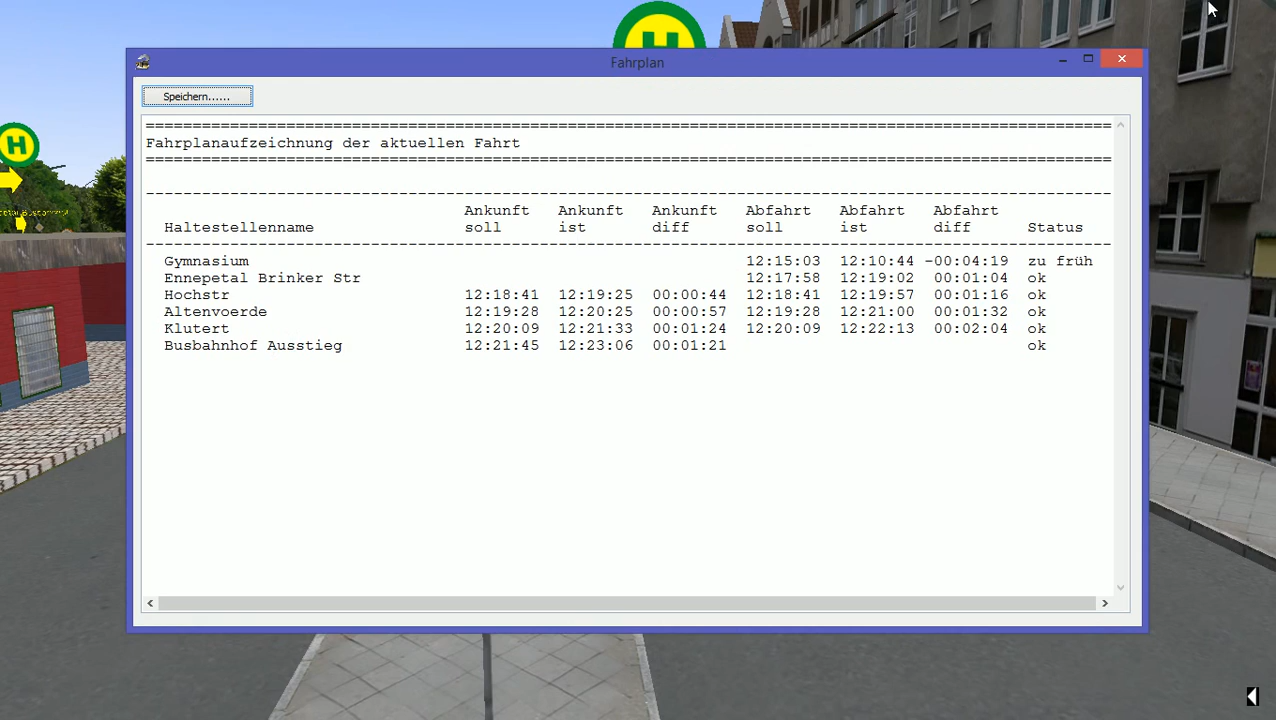 H
Fahrplan
Speichern......
H
================================================================================
Fahrplanaufzeichnung der aktuellen Fahrt
================================================================================
--------------------------------------------------------------------------------
Ankunft Ankunft Ankunft Abfahrt Abfahrt Abfahrt
Haltestellenname soll ist diff soll ist diff Status
--------------------------------------------------------------------------------
Gymnasium 12:15:03 12:10:44 -00:04:19 zu früh
Ennepetal Brinker Str 12:17:58 12:19:02 00:01:04 ok
Hochstr 12:18:41 12:19:25 00:00:44 12:18:41 12:19:57 00:01:16 ok
Altenvoerde 12:19:28 12:20:25 00:00:57 12:19:28 12:21:00 00:01:32 ok
Klutert 12:20:09 12:21:33 00:01:24 12:20:09 12:22:13 00:02:04 ok
Busbahnhof Ausstieg 12:21:45 12:23:06 00:01:21 ok